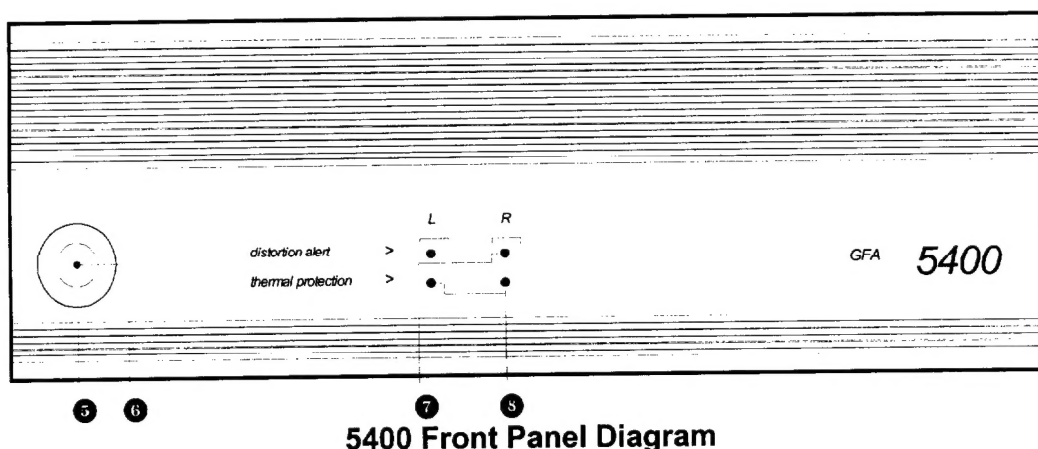 L R
distortion alert > GFA 5400
thermal protection >
5 6 7 8
5400 Front Panel Diagram